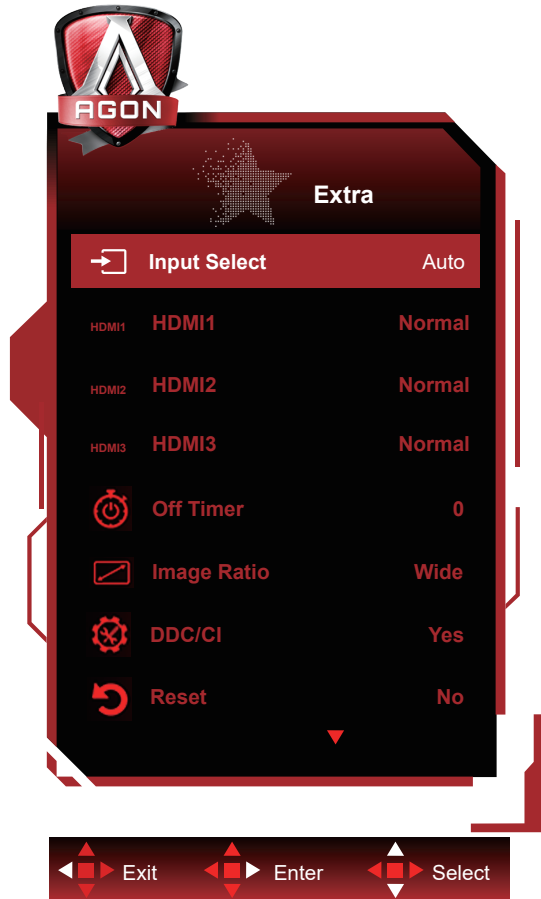 AGON
Extra
Input Select Auto
HDMI1 HDMI1 Normal
HDMI2 HDMI2 Normal
HDMI3 HDMI3 Normal
Off Timer 0
Image Ratio Wide
DDC/CI Yes
Reset No
Exit Enter Select